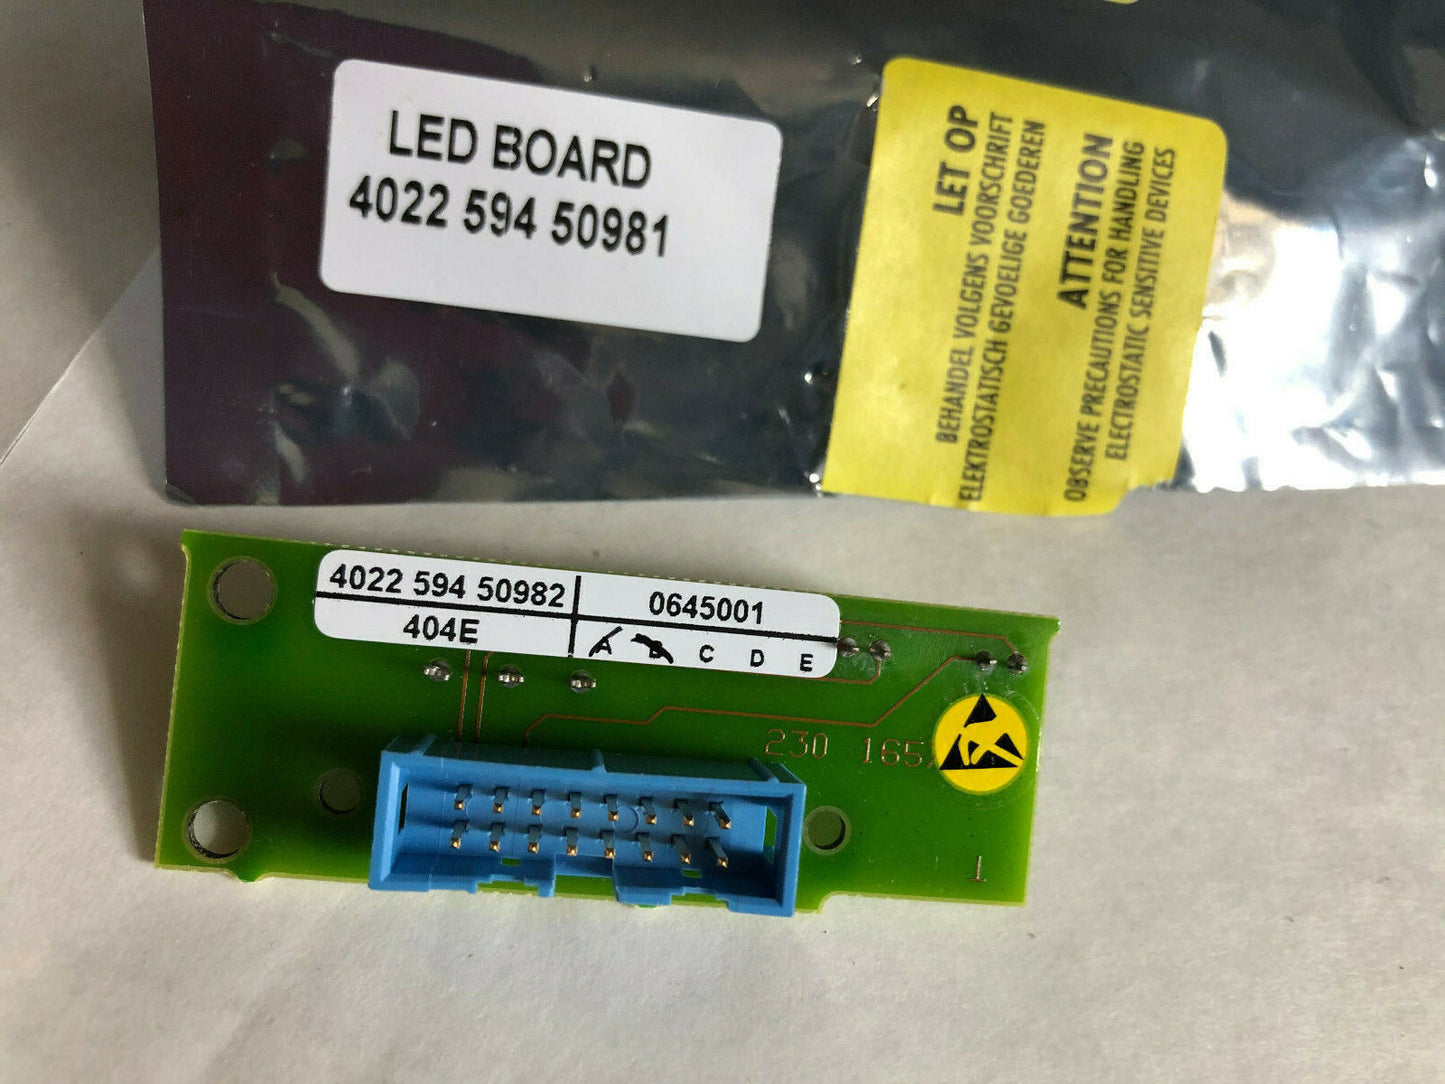 LED BOARD
4022 594 50981
LET OP
BEHANDEL VOLGENS VOORSCHRIFT
ELEKTROSTATISCH GEVOELIGE GOEDEREN
ATTENTION
OBSERVE PRECAUTIONS FOR HANDLING
ELECTROSTATIC SENSITIVE DEVICES
4022 594 50982
0645001
404E
A B C D E
230 165
1